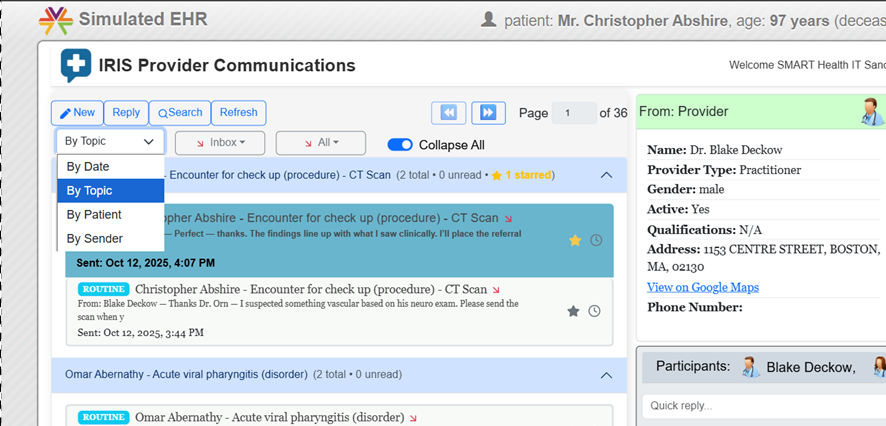 Simulated EHR
patient: Mr. Christopher Abshire, age: 97 years (deceas
IRIS Provider Communications
Welcome SMART Health IT Sand
New Reply Search Refresh
Page 1 of 36
By Topic Inbox All Collapse All
By Date
By Topic
By Patient
By Sender
- Encounter for check up (procedure) - CT Scan (2 total • 0 unread • 1 starred)
opher Abshire - Encounter for check up (procedure) - CT Scan
— Perfect — thanks. The findings line up with what I saw clinically. I'll place the referral
Sent: Oct 12, 2025, 4:07 PM
ROUTINE Christopher Abshire - Encounter for check up (procedure) - CT Scan
From: Blake Deckow — Thanks Dr. Orn — I suspected something vascular based on his neuro exam. Please send the
scan when y
Sent: Oct 12, 2025, 3:44 PM
Omar Abernathy - Acute viral pharyngitis (disorder) (2 total • 0 unread)
ROUTINE Omar Abernathy - Acute viral pharyngitis (disorder)
From: Provider
Name: Dr. Blake Deckow
Provider Type: Practitioner
Gender: male
Active: Yes
Qualifications: N/A
Address: 1153 CENTRE STREET, BOSTON,
MA, 02130
View on Google Maps
Phone Number:
Participants: Blake Deckow,
Quick reply...